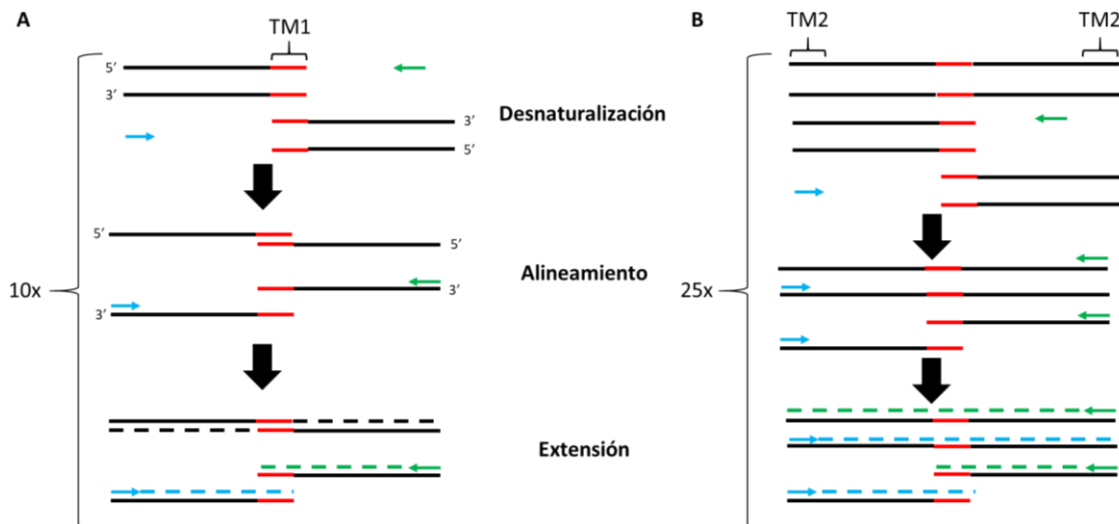 A
TM1
5'
3'
3'
5'
Desnaturalización
5'
5'
3'
3'
Alineamiento
10x
Extensión
B
TM2
TM2
25x